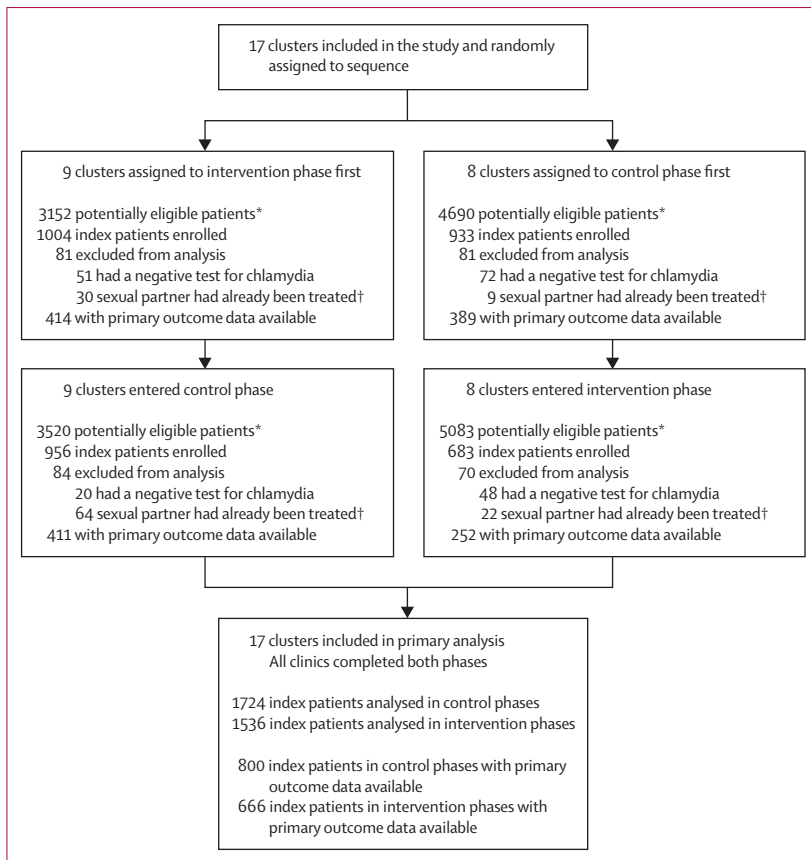 17 clusters included in the study and randomly
assigned to sequence
9 clusters assigned to intervention phase first
3152 potentially eligible patients*
1004 index patients enrolled
81 excluded from analysis
51 had a negative test for chlamydia
30 sexual partner had already been treated†
414 with primary outcome data available
8 clusters assigned to control phase first
4690 potentially eligible patients*
933 index patients enrolled
81 excluded from analysis
72 had a negative test for chlamydia
9 sexual partner had already been treated†
389 with primary outcome data available
9 clusters entered control phase
3520 potentially eligible patients*
956 index patients enrolled
84 excluded from analysis
20 had a negative test for chlamydia
64 sexual partner had already been treated†
411 with primary outcome data available
8 clusters entered intervention phase
5083 potentially eligible patients*
683 index patients enrolled
70 excluded from analysis
48 had a negative test for chlamydia
22 sexual partner had already been treated†
252 with primary outcome data available
17 clusters included in primary analysis
All clinics completed both phases
1724 index patients analysed in control phases
1536 index patients analysed in intervention phases
800 index patients in control phases with primary
outcome data available
666 index patients in intervention phases with
primary outcome data available